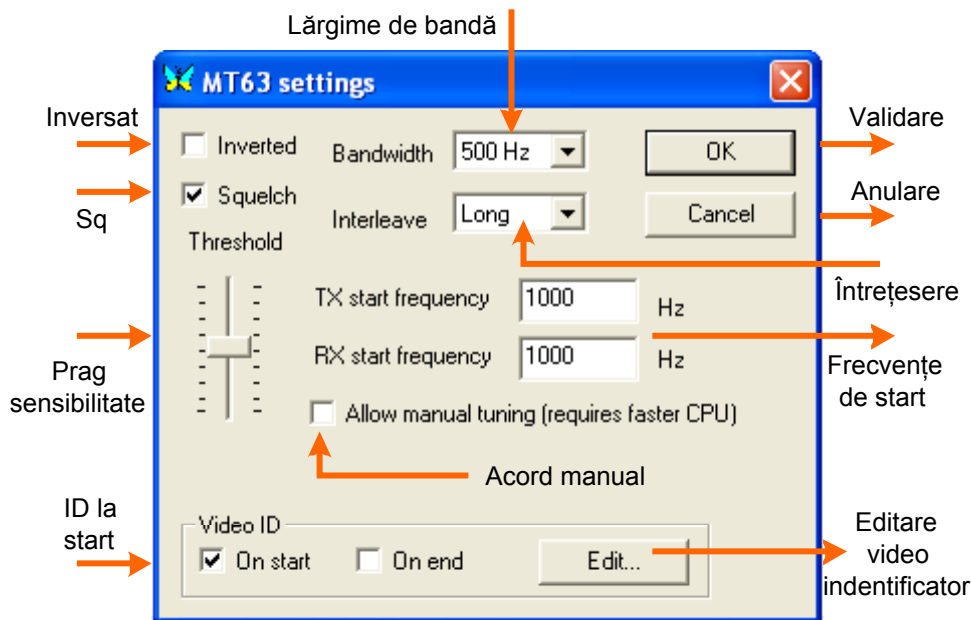 Lărgime de bandă
MT63 settings
Inversat
Inverted
Bandwidth
500 Hz
OK
Validare
Sq
Squelch
Interleave
Long
Cancel
Anulare
Threshold
Întrețesere
TX start frequency
1000
Hz
RX start frequency
1000
Hz
Prag
sensibilitate
Frecvențe
de start
Allow manual tuning (requires faster CPU)
Acord manual
ID la
start
Video ID
On start
On end
Edit...
Editare
video
indentificator